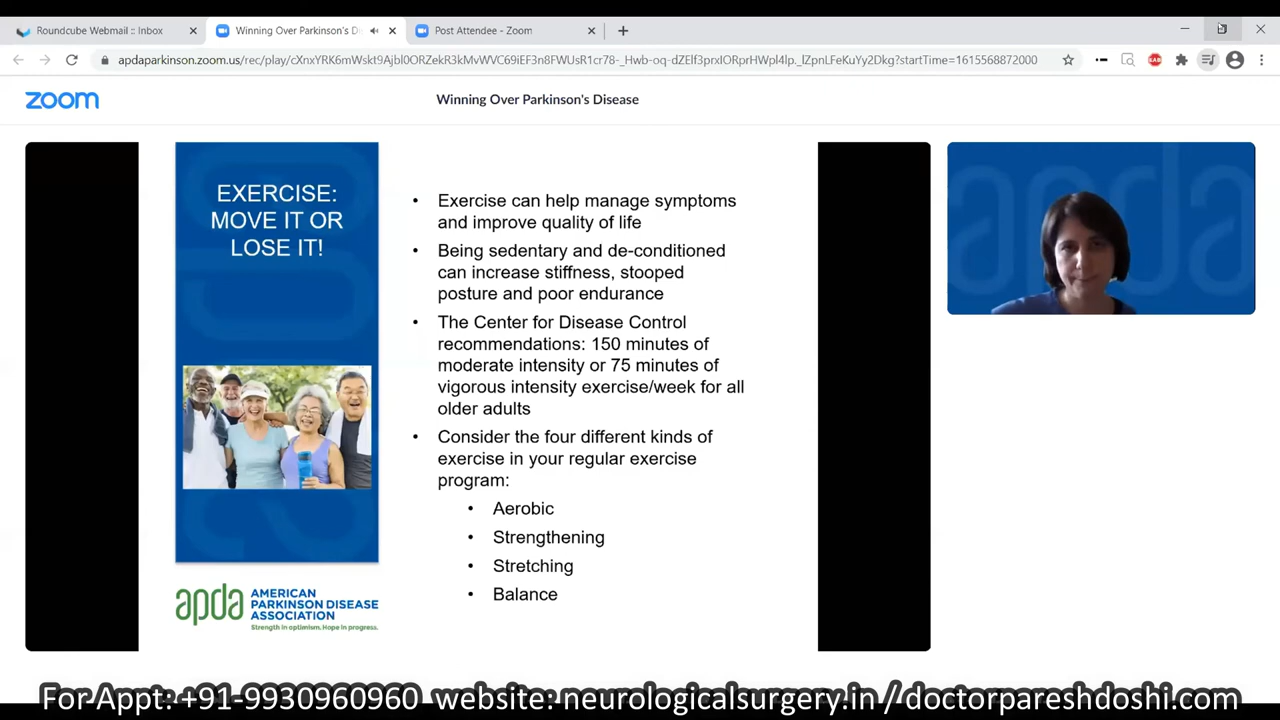 Roundcube Webmail :: Inbox
Winning Over Parkinson's Di
Post Attendee - Zoom
zoom
Winning Over Parkinson's Disease
EXERCISE:
MOVE IT OR
LOSE IT!
• Exercise can help manage symptoms
and improve quality of life
• Being sedentary and de-conditioned
can increase stiffness, stooped
posture and poor endurance
• The Center for Disease Control
recommendations: 150 minutes of
moderate intensity or 75 minutes of
vigorous intensity exercise/week for all
older adults
• Consider the four different kinds of
exercise in your regular exercise
program:
• Aerobic
• Strengthening
• Stretching
• Balance
apda AMERICAN
PARKINSON DISEASE
ASSOCIATION
Strength in optimism. Hope in progress.
apda
For Appt: +91-9930960960 website: neurologicalsurgery.in / doctorpareshdoshi.com